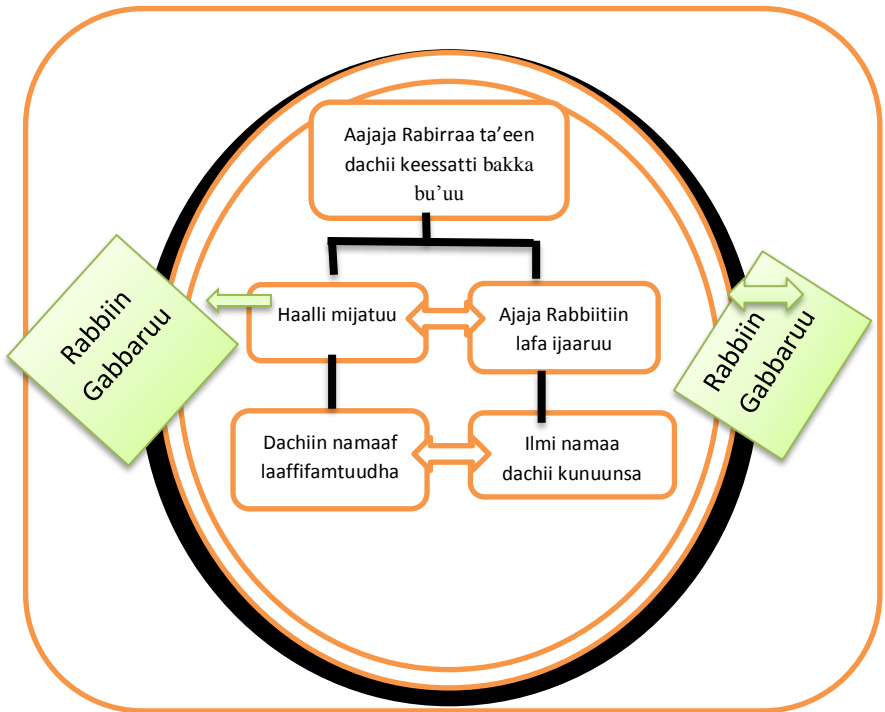 Aajaja Rabirraa ta’een
dachii keessatti bakka
bu’uu
Rabbiin
Gabbaruu
Haalli mijatuu
Ajaja Rabbiitiin
lafa ijaaruu
Rabbiin
Gabbaruu
Dachiin namaaf
laaffifamtuudha
Ilmi namaa
dachii kunuunsa